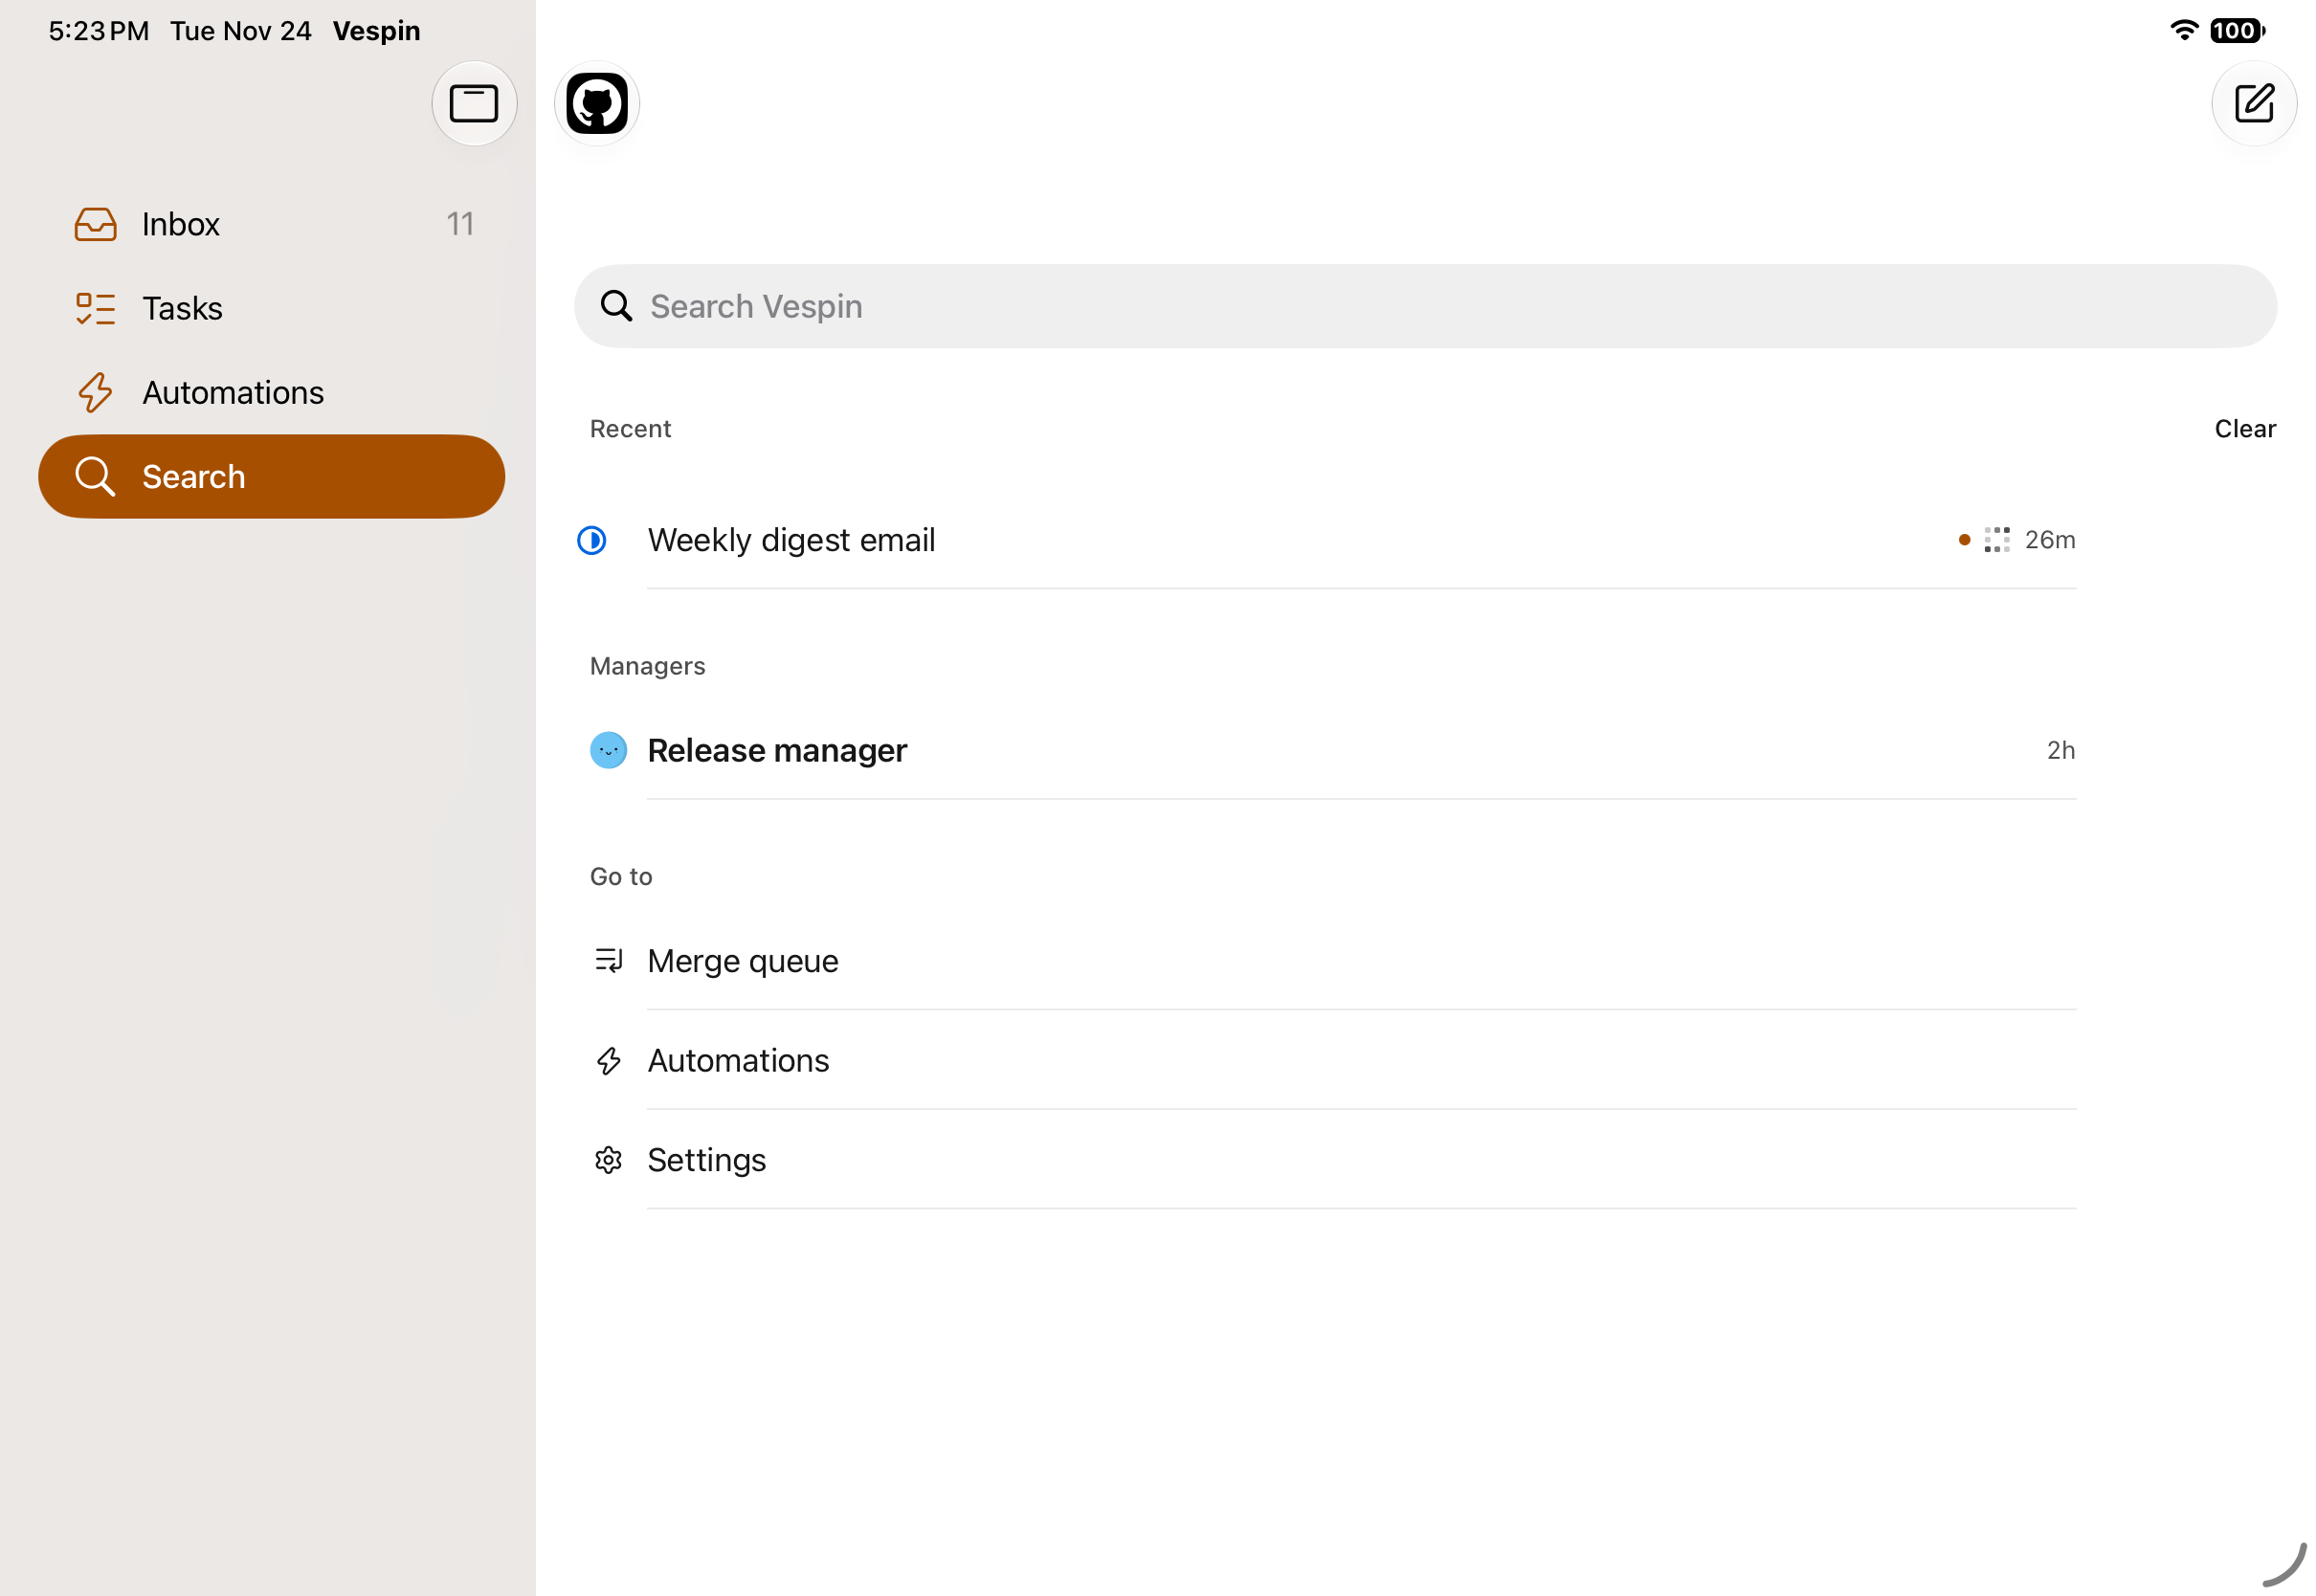 5:23 PM Tue Nov 24 Vespin
100
Inbox 11
Tasks
Automations
Search
Search Vespin
Recent Clear
Weekly digest email 26m
Managers
Release manager 2h
Go to
Merge queue
Automations
Settings